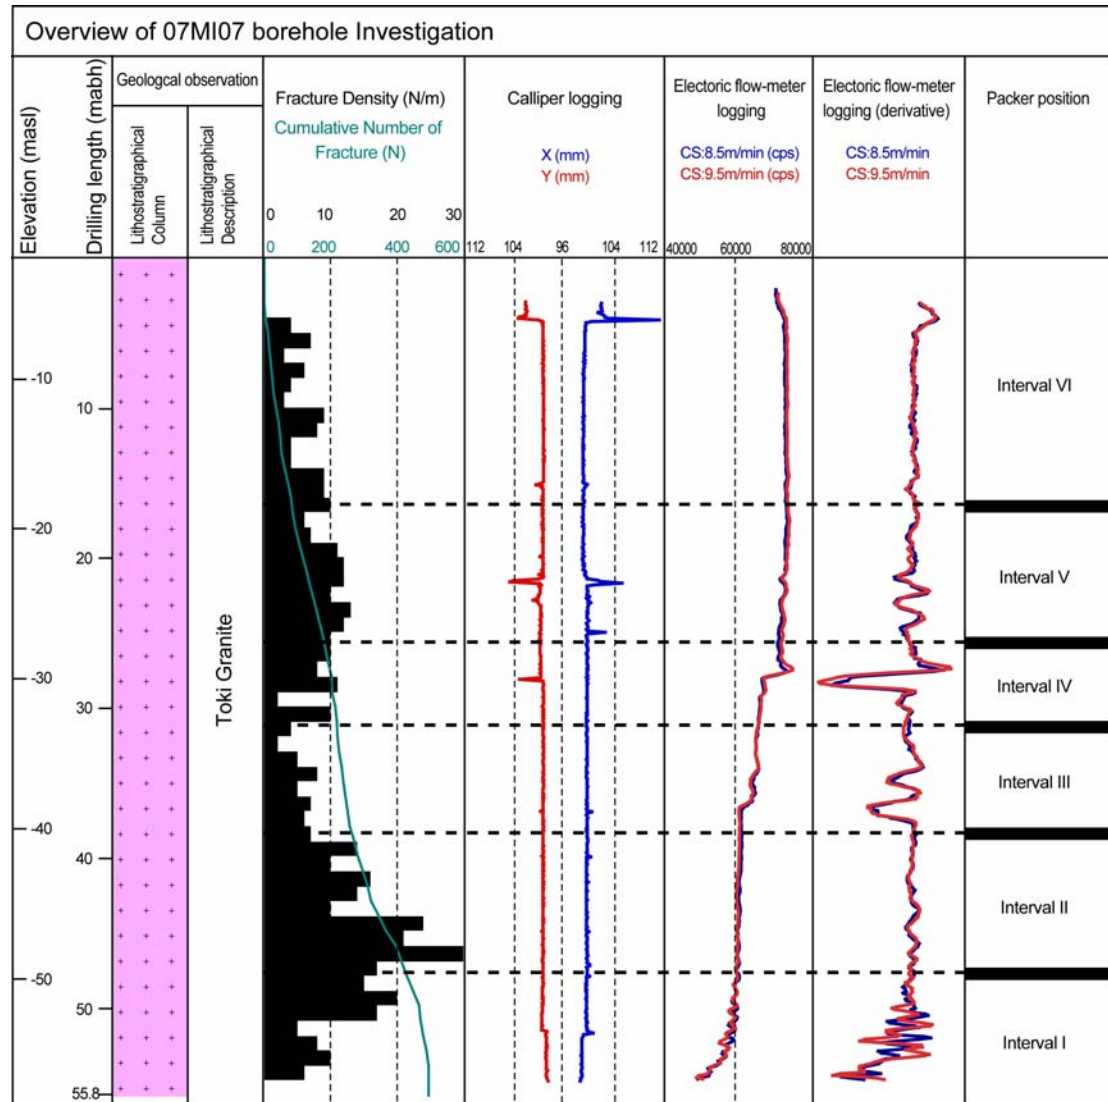 Overview of 07MI07 borehole Investigation
Elevation (masl)
Drilling length (mabh)
Geologcal observation
Lithostratigraphical
Column
Lithostratigraphical
Description
Fracture Density (N/m)
Cumulative Number of
Fracture (N)
0 10 20 30
0 200 400 600
Calliper logging
X (mm)
Y (mm)
112 104 96 104 112
Electric flow-meter
logging
CS:8.5m/min (cps)
CS:9.5m/min (cps)
40000 60000 80000
Electric flow-meter
logging (derivative)
CS:8.5m/min
CS:9.5m/min
Packer position
-10
10
-20
20
-30
30
-40
40
-50
50
55.8
Toki Granite
Interval VI
Interval V
Interval IV
Interval III
Interval II
Interval I